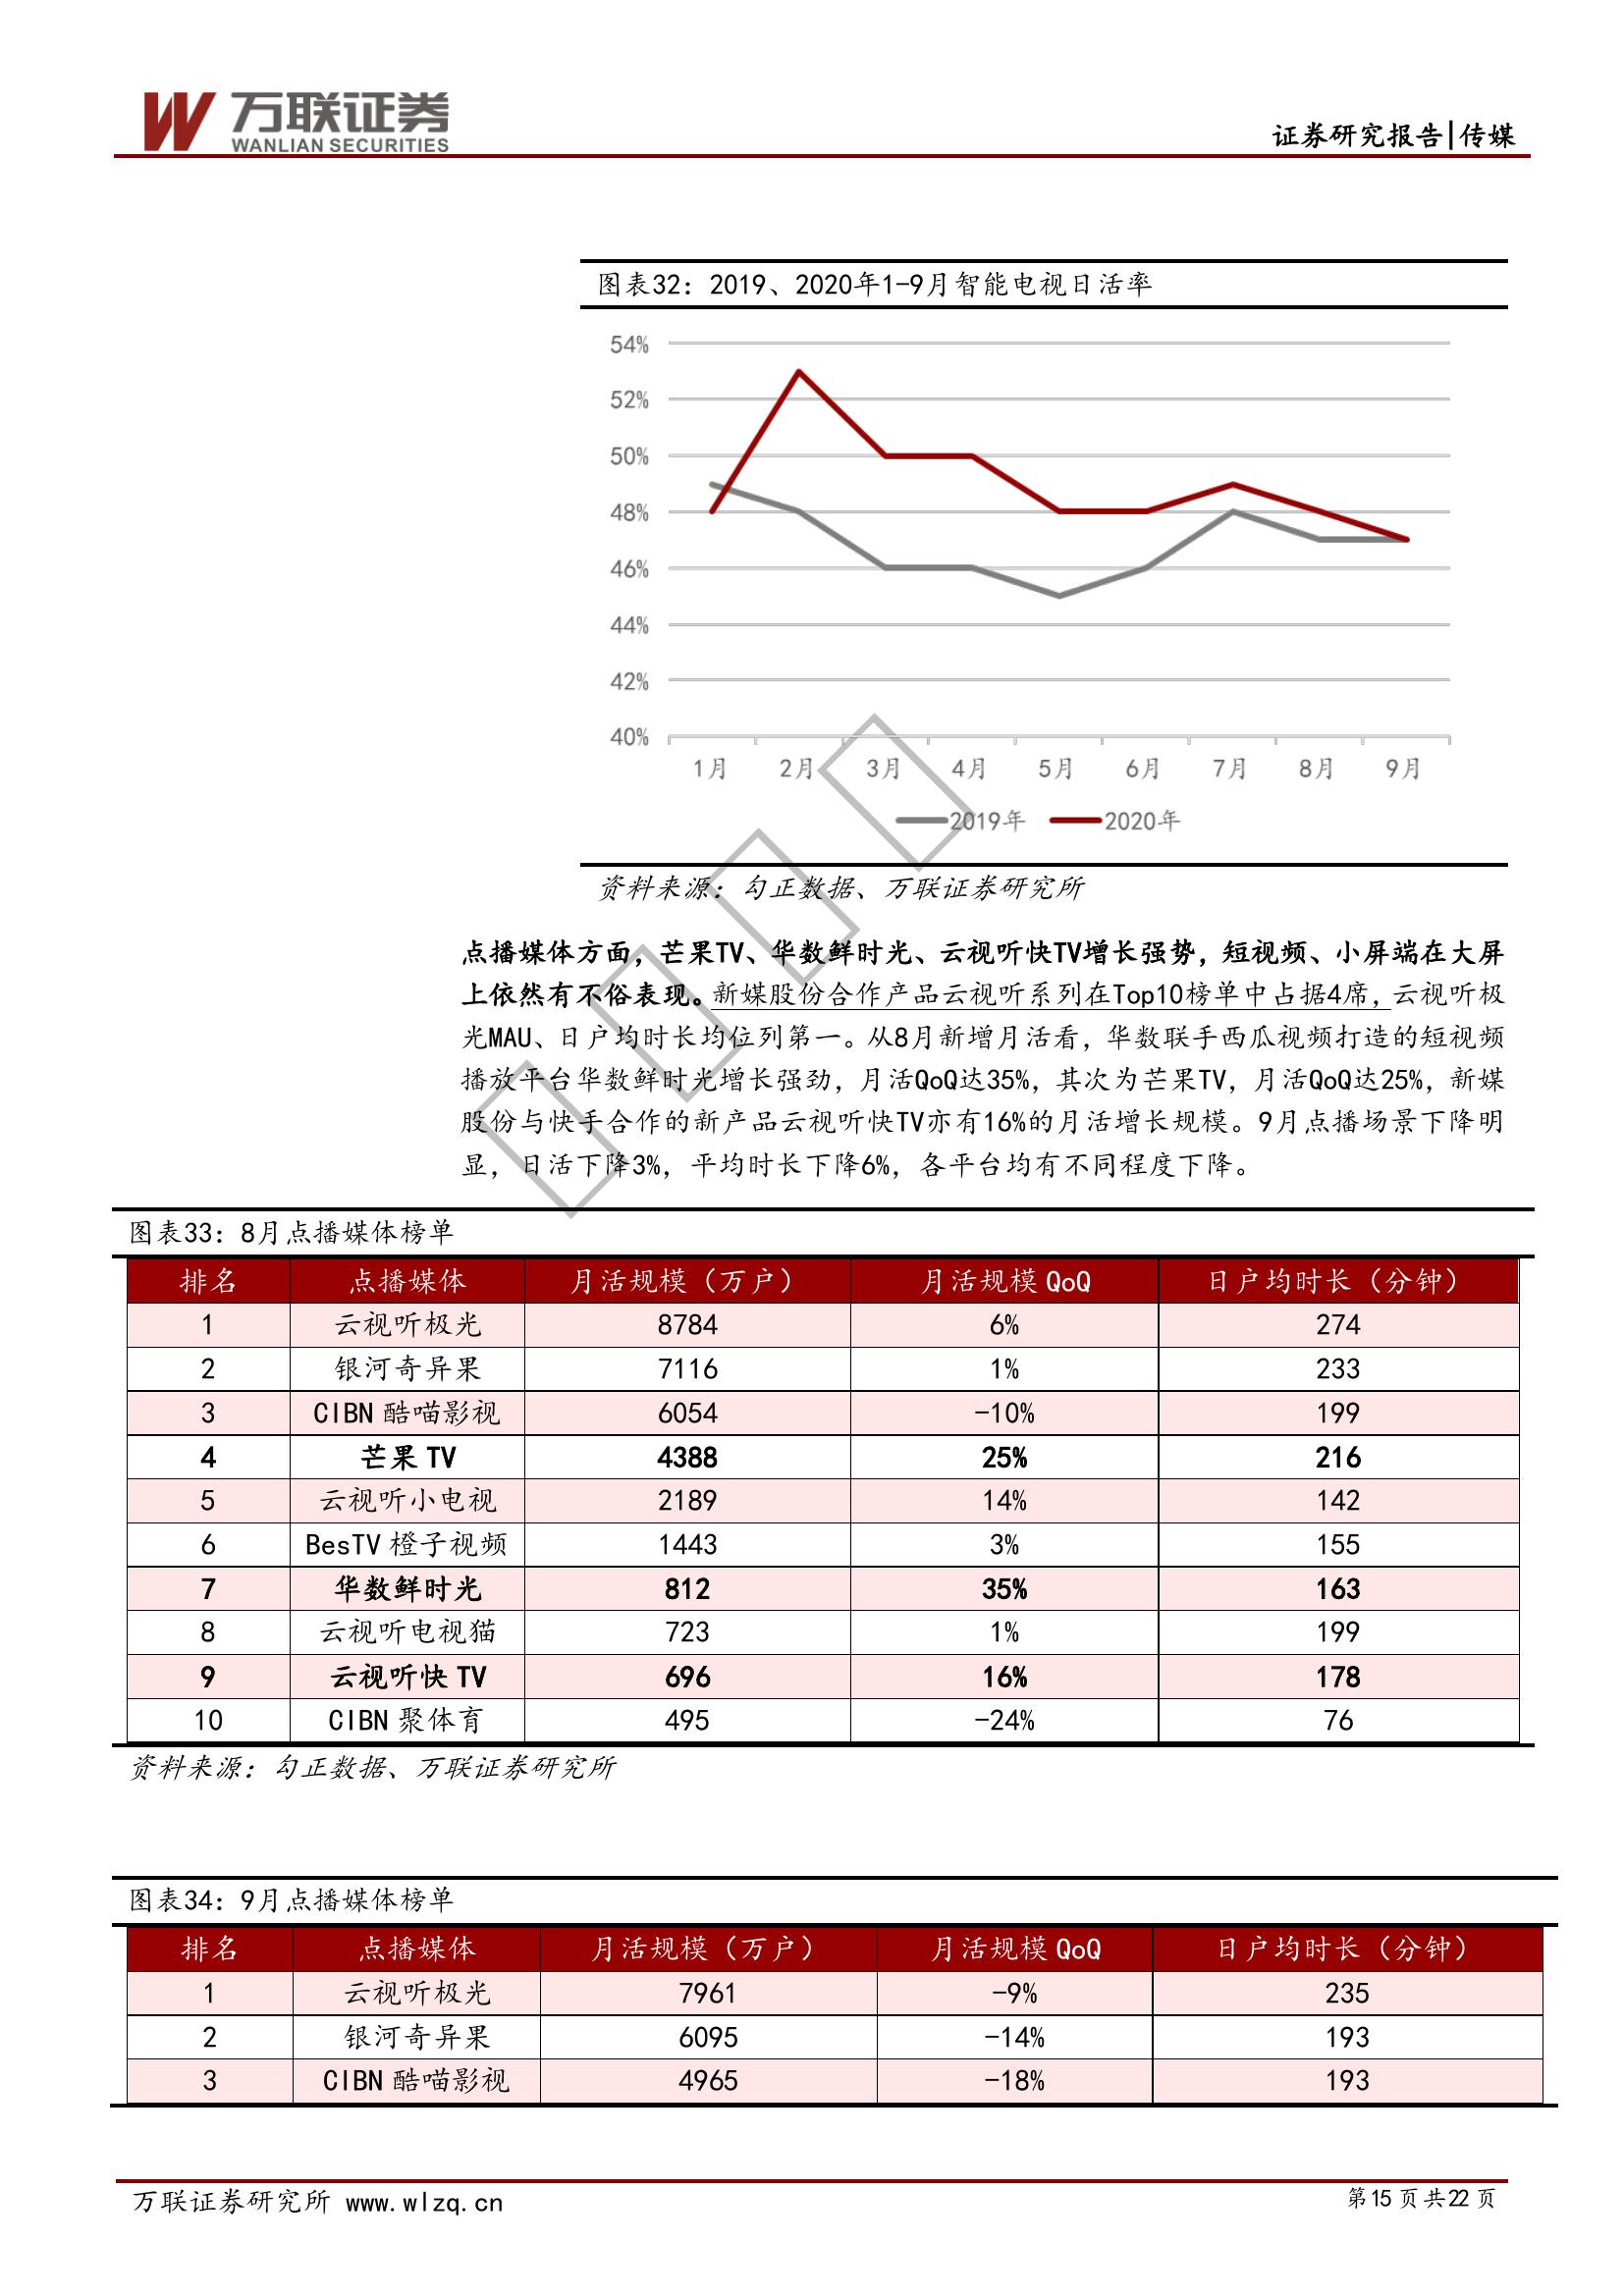 万联证券
WANLIAN SECURITIES
证券研究报告|传媒
图表32：2019、2020年1-9月智能电视日活率
54%
52%
50%
48%
46%
44%
42%
40%
1月 2月 3月 4月 5月 6月 7月 8月 9月
2019年 2020年
资料来源：勾正数据、万联证券研究所
点播媒体方面，芒果TV、华数鲜时光、云视听快TV增长强势，短视频、小屏端在大屏
上依然有不俗表现。新媒股份合作产品云视听系列在Top10榜单中占据4席，云视听极
光MAU、日户均时长均位列第一。从8月新增月活看，华数联手西瓜视频打造的短视频
播放平台华数鲜时光增长强劲，月活QoQ达35%，其次为芒果TV，月活QoQ达25%，新媒
股份与快手合作的新产品云视听快TV亦有16%的月活增长规模。9月点播场景下降明
显，日活下降3%，平均时长下降6%，各平台均有不同程度下降。
图表33：8月点播媒体榜单
排名 点播媒体 月活规模（万户） 月活规模 QoQ 日户均时长（分钟）
1 云视听极光 8784 6% 274
2 银河奇异果 7116 1% 233
3 CIBN 酷喵影视 6054 -10% 199
4 芒果 TV 4388 25% 216
5 云视听小电视 2189 14% 142
6 BesTV 橙子视频 1443 3% 155
7 华数鲜时光 812 35% 163
8 云视听电视猫 723 1% 199
9 云视听快 TV 696 16% 178
10 CIBN 聚体育 495 -24% 76
资料来源：勾正数据、万联证券研究所
图表34：9月点播媒体榜单
排名 点播媒体 月活规模（万户） 月活规模 QoQ 日户均时长（分钟）
1 云视听极光 7961 -9% 235
2 银河奇异果 6095 -14% 193
3 CIBN 酷喵影视 4965 -18% 193
万联证券研究所 www.wlzq.cn
第15页共22页